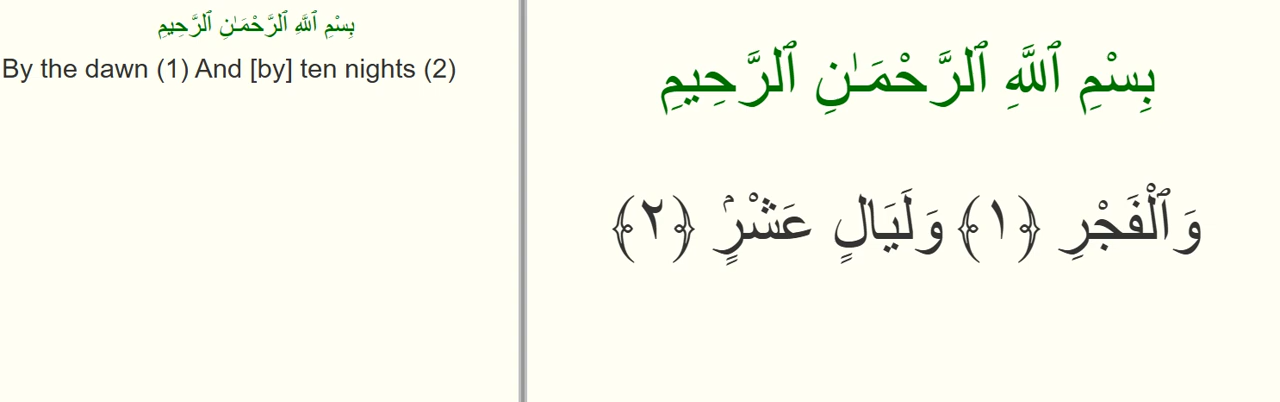 بِسْمِ ٱللَّهِ ٱلرَّحْمَـٰنِ ٱلرَّحِيمِ
By the dawn (1) And [by] ten nights (2)
بِسْمِ ٱللَّهِ ٱلرَّحْمَـٰنِ ٱلرَّحِيمِ
وَٱلْفَجْرِ ﴿١﴾ وَلَيَالٍ عَشْرٍۢ ﴿٢﴾